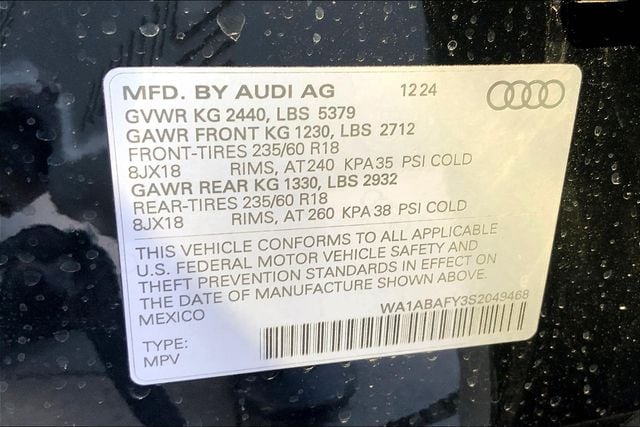 MFD. BY AUDI AG 12 24
GVWR KG 2440, LBS 5379
GAWR FRONT KG 1230, LBS 2712
FRONT-TIRES 235/60 R18
8JX18 RIMS, AT 240 KPA 35 PSI COLD
GAWR REAR KG 1330, LBS 2932
REAR-TIRES 235/60 R18
8JX18 RIMS, AT 260 KPA 38 PSI COLD
THIS VEHICLE CONFORMS TO ALL APPLICABLE
U.S. FEDERAL MOTOR VEHICLE SAFETY AND
THEFT PREVENTION STANDARDS IN EFFECT ON
THE DATE OF MANUFACTURE SHOWN ABOVE.
MEXICO
WA1ABAFY3S2049468
TYPE:
MPV